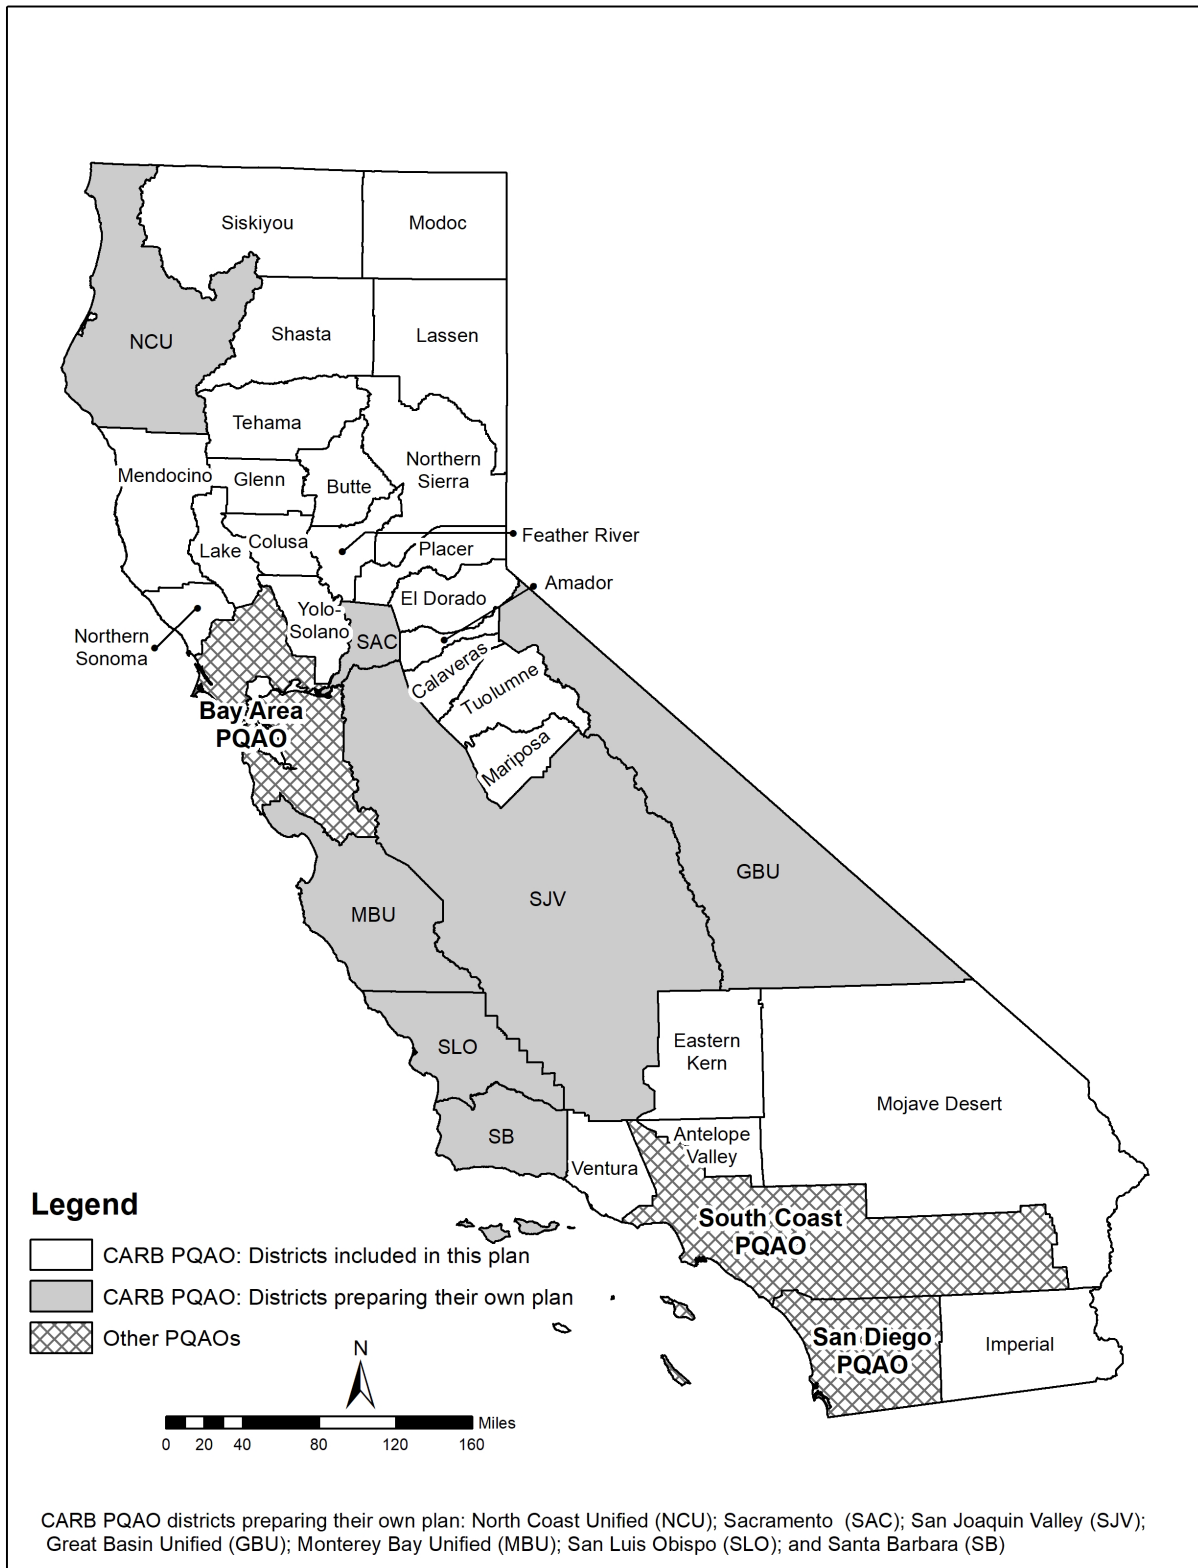 Siskiyou
Modoc
NCU
Shasta
Lassen
Tehama
Mendocino
Glenn
Butte
Northern
Sierra
Lake
Colusa
Feather River
Placer
Amador
El Dorado
Yolo-
Solano
Northern
Sonoma
SAC
Calaveras
Tuolumne
Mariposa
Bay Area
PQAO
GBU
SJV
MBU
SLO
Eastern
Kern
Mojave Desert
SB
Antelope
Valley
Ventura
South Coast
PQAO
San Diego
PQAO
Imperial
Legend
CARB PQAO: Districts included in this plan
CARB PQAO: Districts preparing their own plan
Other PQAOs
N
Miles
0 20 40 80 120 160
CARB PQAO districts preparing their own plan: North Coast Unified (NCU); Sacramento (SAC); San Joaquin Valley (SJV);
Great Basin Unified (GBU); Monterey Bay Unified (MBU); San Luis Obispo (SLO); and Santa Barbara (SB)